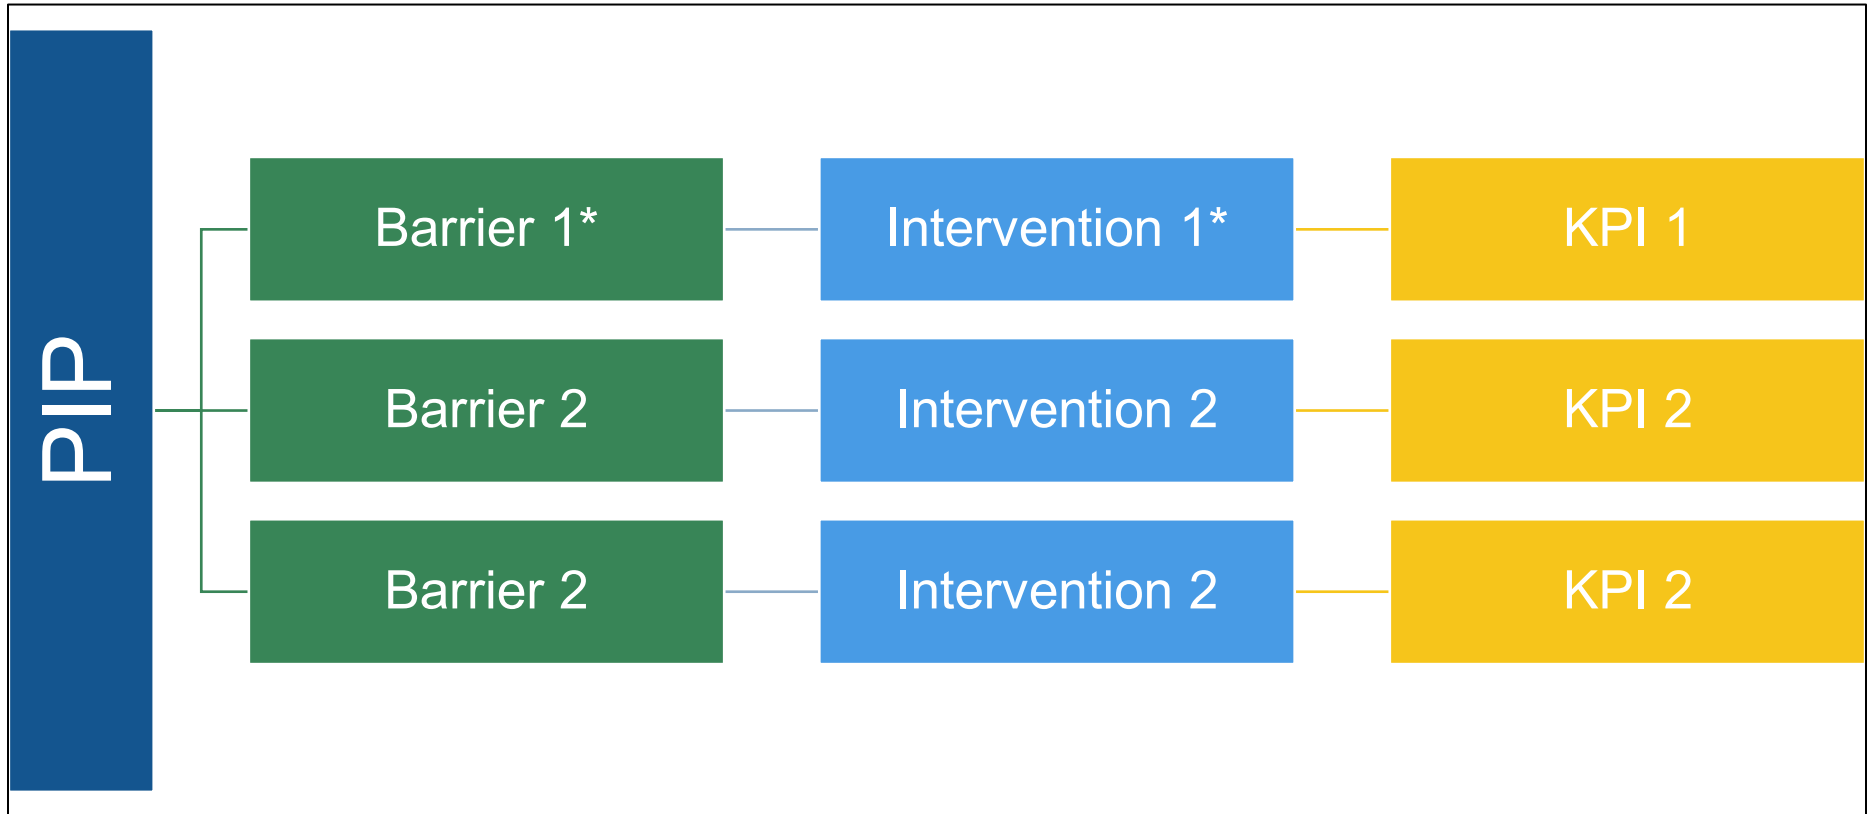 PIP
Barrier 1*
Intervention 1*
KPI 1
Barrier 2
Intervention 2
KPI 2
Barrier 2
Intervention 2
KPI 2